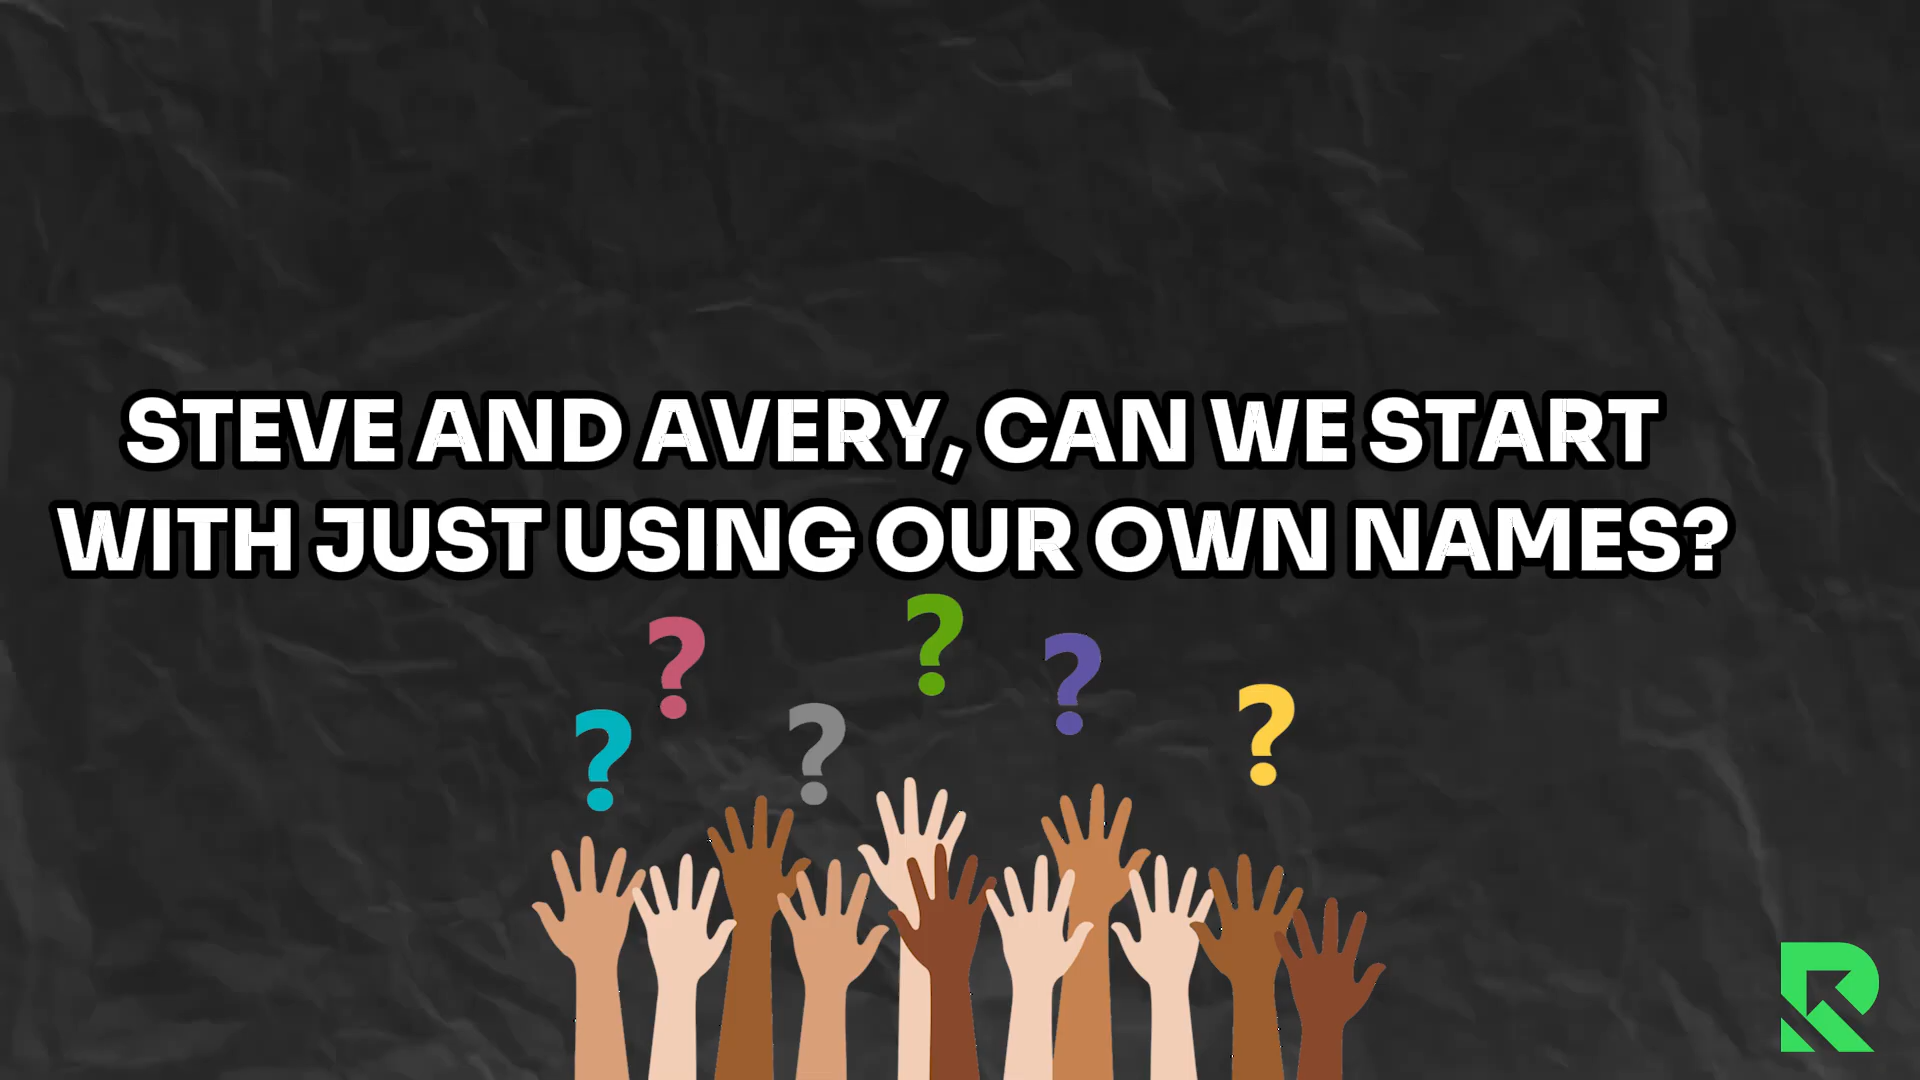 STEVE AND AVERY, CAN WE START
WITH JUST USING OUR OWN NAMES?
? ? ? ? ? ?